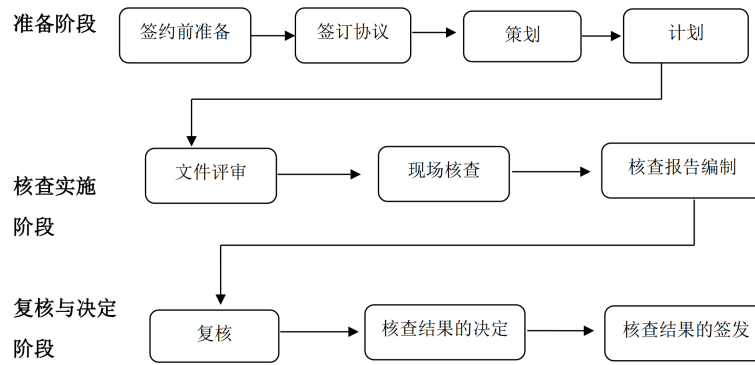 准备阶段
签约前准备
签订协议
策划
计划
核查实施
阶段
文件评审
现场核查
核查报告编制
复核与决定
阶段
复核
核查结果的决定
核查结果的签发